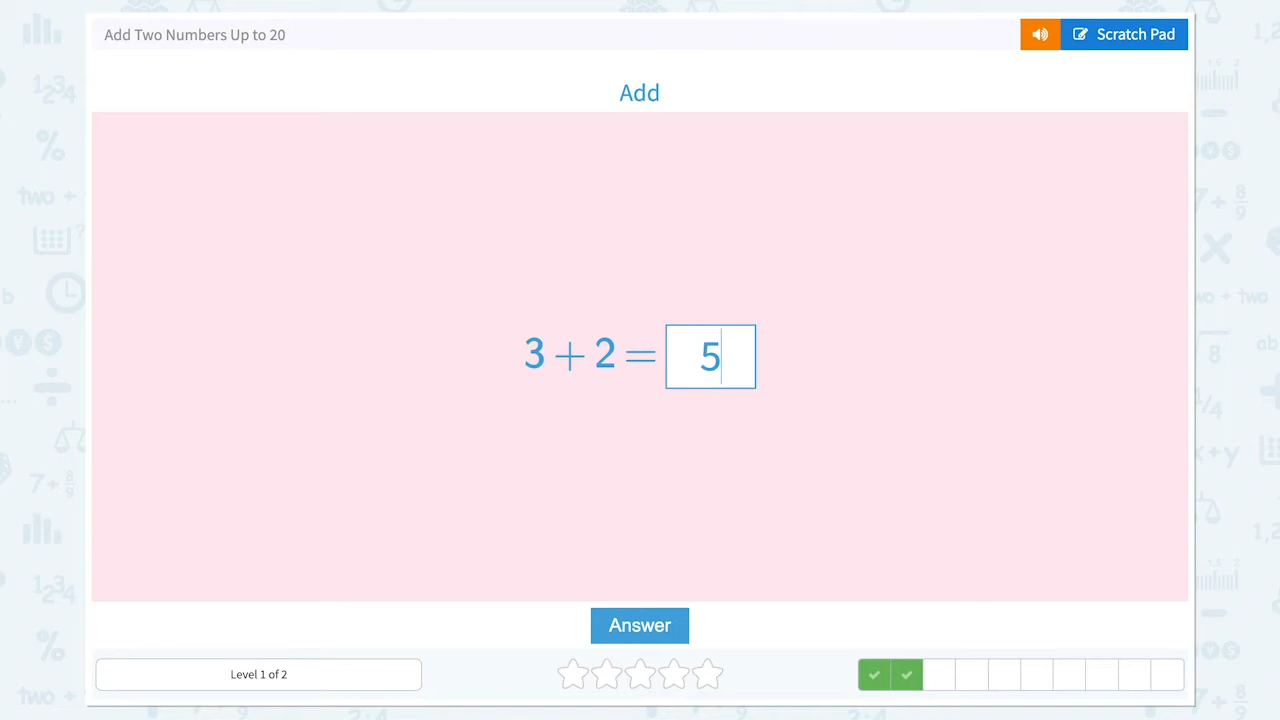 Add Two Numbers Up to 20
Scratch Pad
Add
3 + 2 = 5
Answer
Level 1 of 2